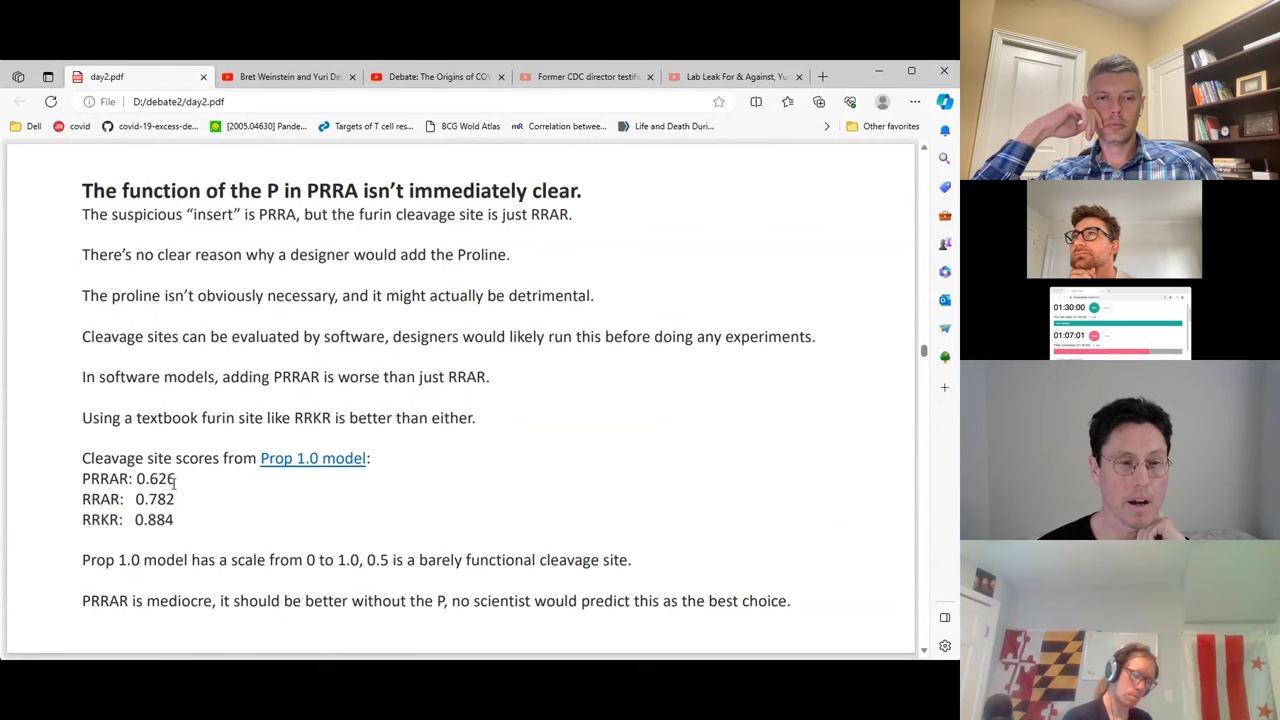 day2.pdf
Bret Weinstein and Yuri De
Debate: The Origins of CO
Former CDC director testifi
Lab Leak For & Against, Yu
File
D:/debate2/day2.pdf
Dell
covid
covid-19-excess-de...
[2005.04630] Pande...
Targets of T cell res...
BCG Wold Atlas
Correlation betwee...
Life and Death Duri...
Other favorites
The function of the P in PRRA isn't immediately clear.
The suspicious "insert" is PRRA, but the furin cleavage site is just RRAR.
There's no clear reason why a designer would add the Proline.
The proline isn't obviously necessary, and it might actually be detrimental.
Cleavage sites can be evaluated by software, designers would likely run this before doing any experiments.
In software models, adding PRRAR is worse than just RRAR.
Using a textbook furin site like RRKR is better than either.
Cleavage site scores from Prop 1.0 model:
PRRAR: 0.626
RRAR: 0.782
RRKR: 0.884
Prop 1.0 model has a scale from 0 to 1.0, 0.5 is a barely functional cleavage site.
PRRAR is mediocre, it should be better without the P, no scientist would predict this as the best choice.
01:30:00
01:07:01